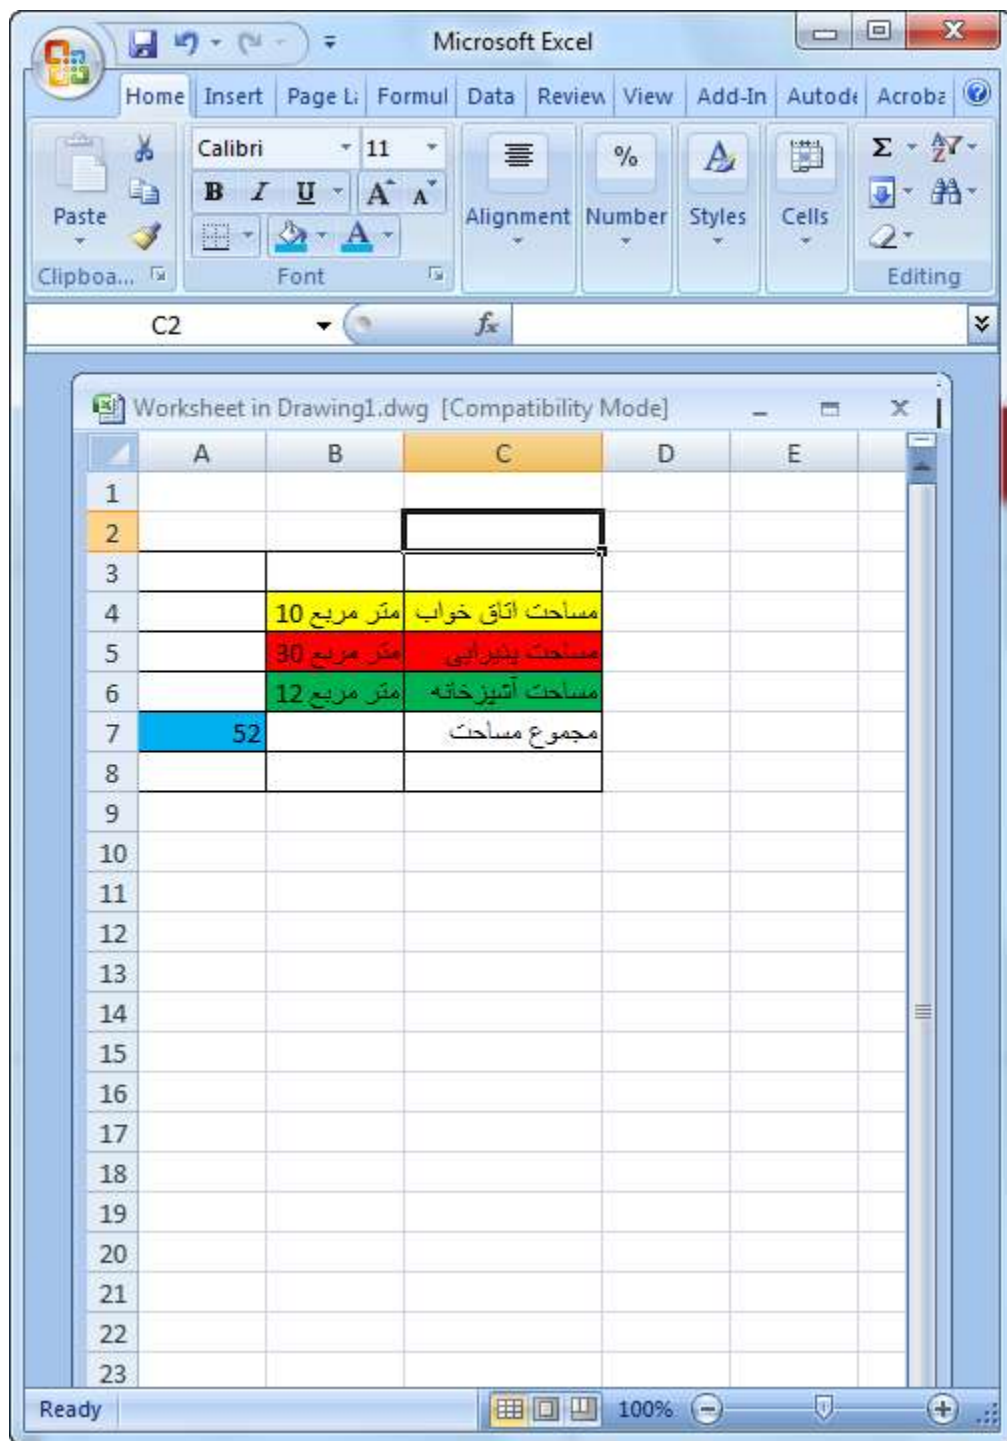 Microsoft Excel
Home Insert Page L Formul Data Review View Add-In Autode Acroba
Calibri 11
Paste B I U A A Alignment Number Styles Cells
Clipboa... Font Editing
C2 fx
Worksheet in Drawing1.dwg [Compatibility Mode]
A B C D E
1
2
3
4 متر مربع 10 مساحت اتاق خواب
5 متر مربع 30 مساحت پذیرایی
6 متر مربع 12 مساحت آشپزخانه
7 52 مجموع مساحت
8
9
10
11
12
13
14
15
16
17
18
19
20
21
22
23
Ready 100%